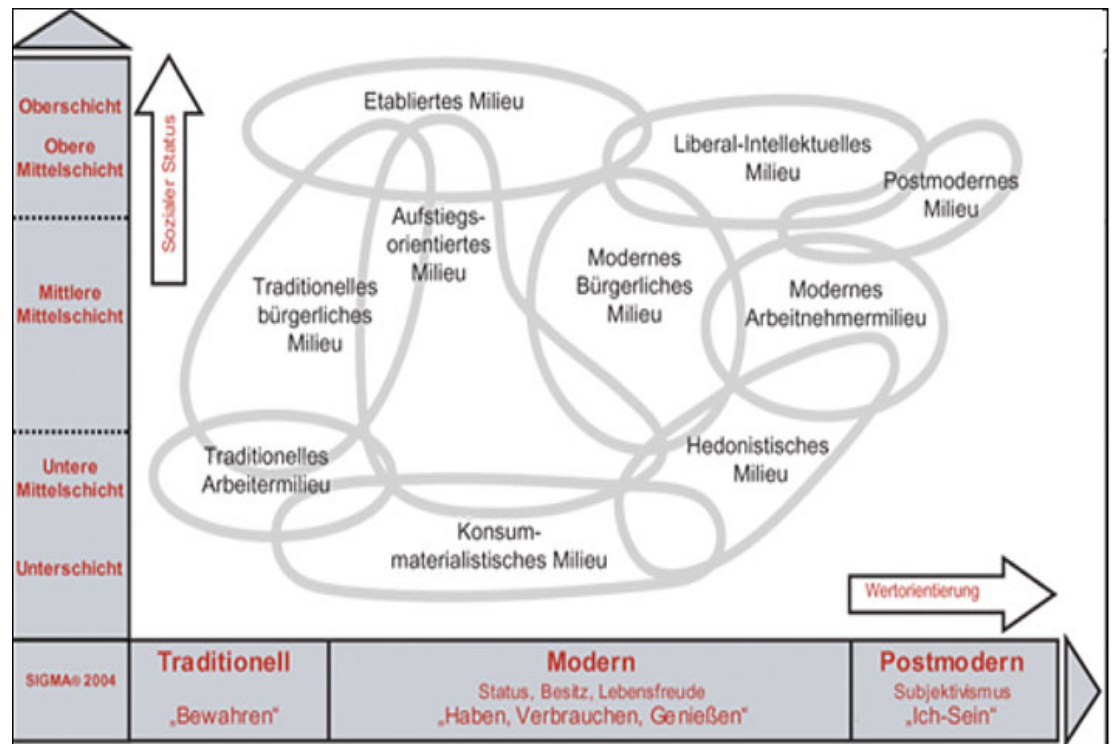 Oberschicht
Obere
Mittelschicht
Mittlere
Mittelschicht
Untere
Mittelschicht
Unterschicht
Sozialer Status
Etabliertes Milieu
Liberal-Intellektuelles
Milieu
Postmodernes
Milieu
Aufstiegs-
orientiertes
Milieu
Traditionelles
bürgerliches
Milieu
Modernes
Bürgerliches
Milieu
Modernes
Arbeitnehmermilieu
Traditionelles
Arbeitermilieu
Hedonistisches
Milieu
Konsum-
materialistisches Milieu
Wertorientierung
SIGMA® 2004
Traditionell
„Bewahren“
Modern
Status, Besitz, Lebensfreude
„Haben, Verbrauchen, Genießen“
Postmodern
Subjektivismus
„Ich-Sein“